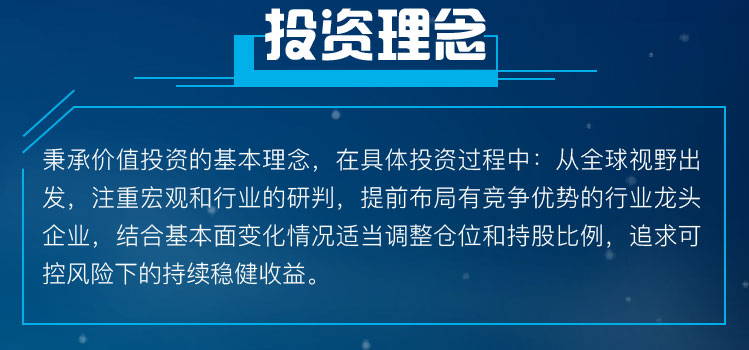 投资理念
秉承价值投资的基本理念，在具体投资过程中：从全球视野出
发，注重宏观和行业的研判，提前布局有竞争优势的行业龙头
企业，结合基本面变化情况适当调整仓位和持股比例，追求可
控风险下的持续稳健收益。